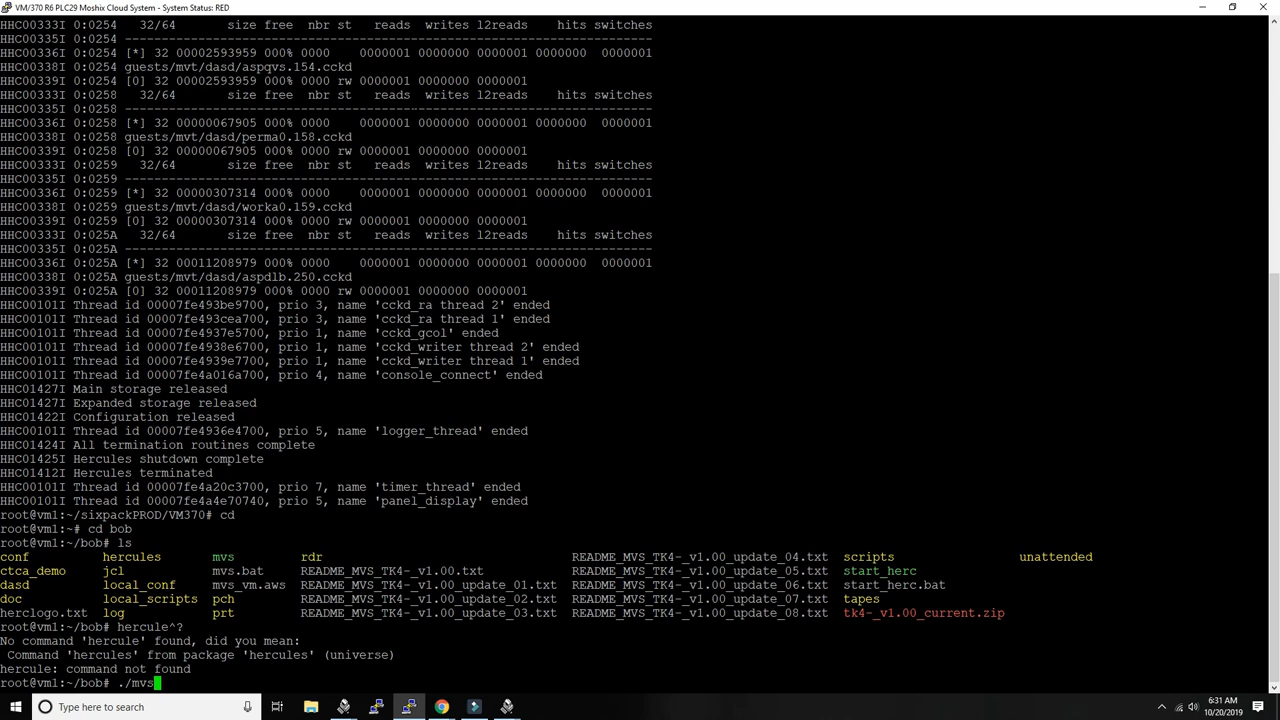 VM/370 R6 PLC29 Moshix Cloud System - System Status: RED
HHC00333I 0:0254    32/64         size free  nbr st   reads  writes l2reads    hits switches
HHC00335I 0:0254  --------------------------------------------------------------
HHC00336I 0:0254  [*] 32 00002593959 000% 0000    0000001 0000000 0000001 0000000  0000001
HHC00338I 0:0254  guests/mvt/dasd/aspqvs.154.cckd
HHC00339I 0:0254  [0] 32 00002593959 000% 0000 rw 0000001 0000000 0000001
HHC00333I 0:0258    32/64         size free  nbr st   reads  writes l2reads    hits switches
HHC00335I 0:0258  --------------------------------------------------------------
HHC00336I 0:0258  [*] 32 00000067905 000% 0000    0000001 0000001 0000001 0000000  0000001
HHC00338I 0:0258  guests/mvt/dasd/perma0.158.cckd
HHC00339I 0:0258  [0] 32 00000067905 000% 0000 rw 0000001 0000001 0000001
HHC00333I 0:0259    32/64         size free  nbr st   reads  writes l2reads    hits switches
HHC00335I 0:0259  --------------------------------------------------------------
HHC00336I 0:0259  [*] 32 00000307314 000% 0000    0000001 0000000 0000001 0000000  0000001
HHC00338I 0:0259  guests/mvt/dasd/worka0.159.cckd
HHC00339I 0:0259  [0] 32 00000307314 000% 0000 rw 0000001 0000000 0000001
HHC00333I 0:025A    32/64         size free  nbr st   reads  writes l2reads    hits switches
HHC00335I 0:025A  --------------------------------------------------------------
HHC00336I 0:025A  [*] 32 00011208979 000% 0000    0000001 0000000 0000001 0000000  0000001
HHC00338I 0:025A  guests/mvt/dasd/aspdlb.250.cckd
HHC00339I 0:025A  [0] 32 00011208979 000% 0000 rw 0000001 0000000 0000001
HHC00101I Thread id 00007fe493be9700, prio 3, name 'cckd_ra thread 2' ended
HHC00101I Thread id 00007fe493cea700, prio 3, name 'cckd_ra thread 1' ended
HHC00101I Thread id 00007fe4937e5700, prio 1, name 'cckd_gcol' ended
HHC00101I Thread id 00007fe4938e6700, prio 1, name 'cckd_writer thread 2' ended
HHC00101I Thread id 00007fe4939e7700, prio 1, name 'cckd_writer thread 1' ended
HHC00101I Thread id 00007fe4a016a700, prio 4, name 'console_connect' ended
HHC01427I Main storage released
HHC01427I Expanded storage released
HHC01422I Configuration released
HHC00101I Thread id 00007fe4936e4700, prio 5, name 'logger_thread' ended
HHC01424I All termination routines complete
HHC01425I Hercules shutdown complete
HHC01412I Hercules terminated
HHC00101I Thread id 00007fe4a20c3700, prio 7, name 'timer_thread' ended
HHC00101I Thread id 00007fe4a4e70740, prio 5, name 'panel_display' ended
root@vm1:~/sixpackPROD/VM370# cd
root@vm1:~# cd bob
root@vm1:~/bob# ls
conf hercules mvs rdr README_MVS_TK4-_v1.00_update_04.txt scripts unattended
ctca_demo jcl mvs.bat README_MVS_TK4-_v1.00.txt README_MVS_TK4-_v1.00_update_05.txt start_herc
dasd local_conf mvs_vm.aws README_MVS_TK4-_v1.00_update_01.txt README_MVS_TK4-_v1.00_update_06.txt start_herc.bat
doc local_scripts pch README_MVS_TK4-_v1.00_update_02.txt README_MVS_TK4-_v1.00_update_07.txt tapes
herclogo.txt log prt README_MVS_TK4-_v1.00_update_03.txt README_MVS_TK4-_v1.00_update_08.txt tk4-_v1.00_current.zip
root@vm1:~/bob# hercule^?
No command 'hercule' found, did you mean:
 Command 'hercules' from package 'hercules' (universe)
hercule: command not found
root@vm1:~/bob# ./mvs
Type here to search
6:31 AM
10/20/2019